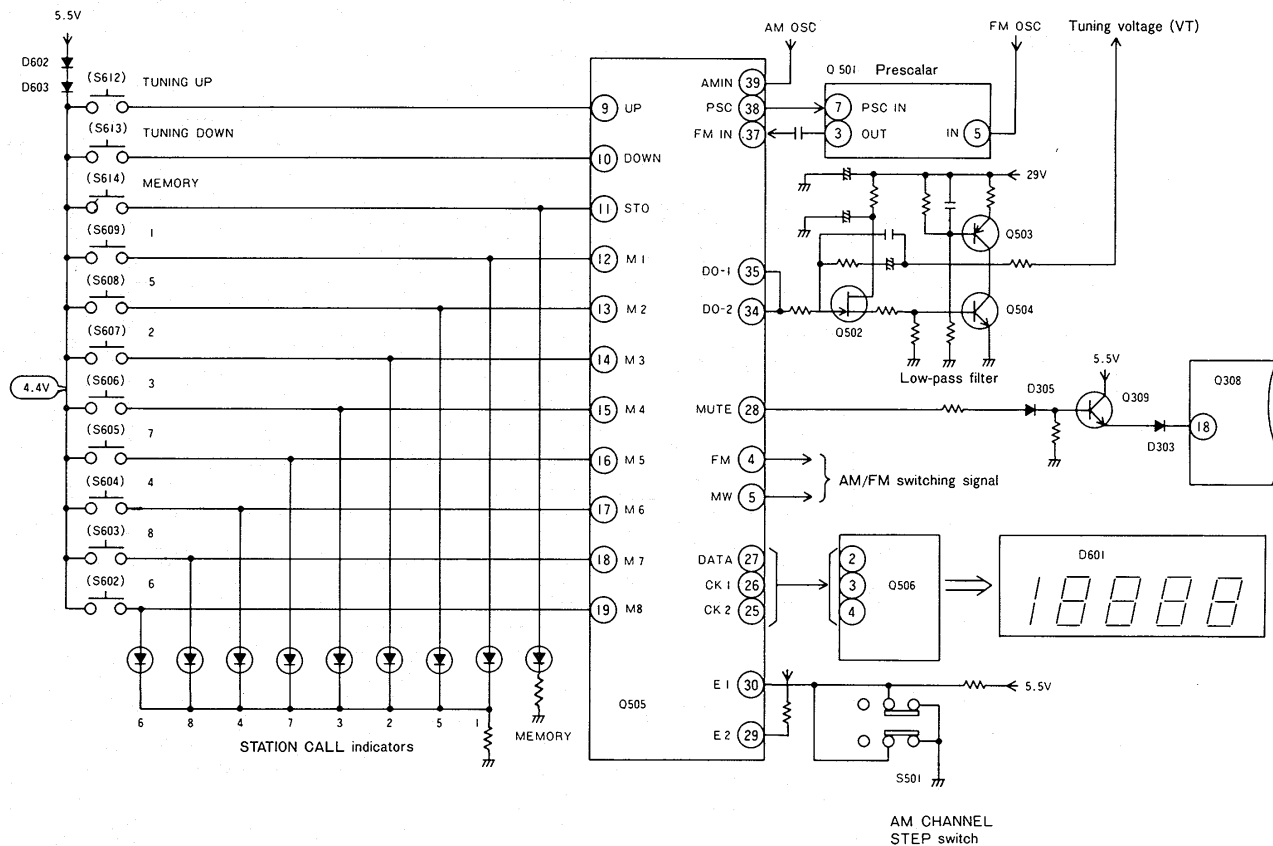 5.5V
D602
D603
(S612) TUNING UP
(S613) TUNING DOWN
(S614) MEMORY
(S609) 1
(S608) 5
(S607) 2
(S606) 3
(S605) 7
(S604) 4
(S603) 8
(S602) 6
4.4V
9 UP
10 DOWN
11 STO
12 M1
13 M2
14 M3
15 M4
16 M5
17 M6
18 M7
19 M8
6 8 4 7 3 2 5 1
STATION CALL indicators
MEMORY
Q505
AM OSC
FM OSC
Tuning voltage (VT)
AMIN 39
PSC 38
FM IN 37
Q 501 Prescalar
7 PSC IN
3 OUT
IN 5
29V
Q503
DO-1 35
DO-2 34
Q502
Q504
Low-pass filter
MUTE 28
D305
5.5V
Q309
D303
Q308
18
FM 4
MW 5
AM/FM switching signal
DATA 27
CK1 26
CK2 25
2
3
4
Q506
D601
18888
E1 30
5.5V
E2 29
S501
AM CHANNEL
STEP switch